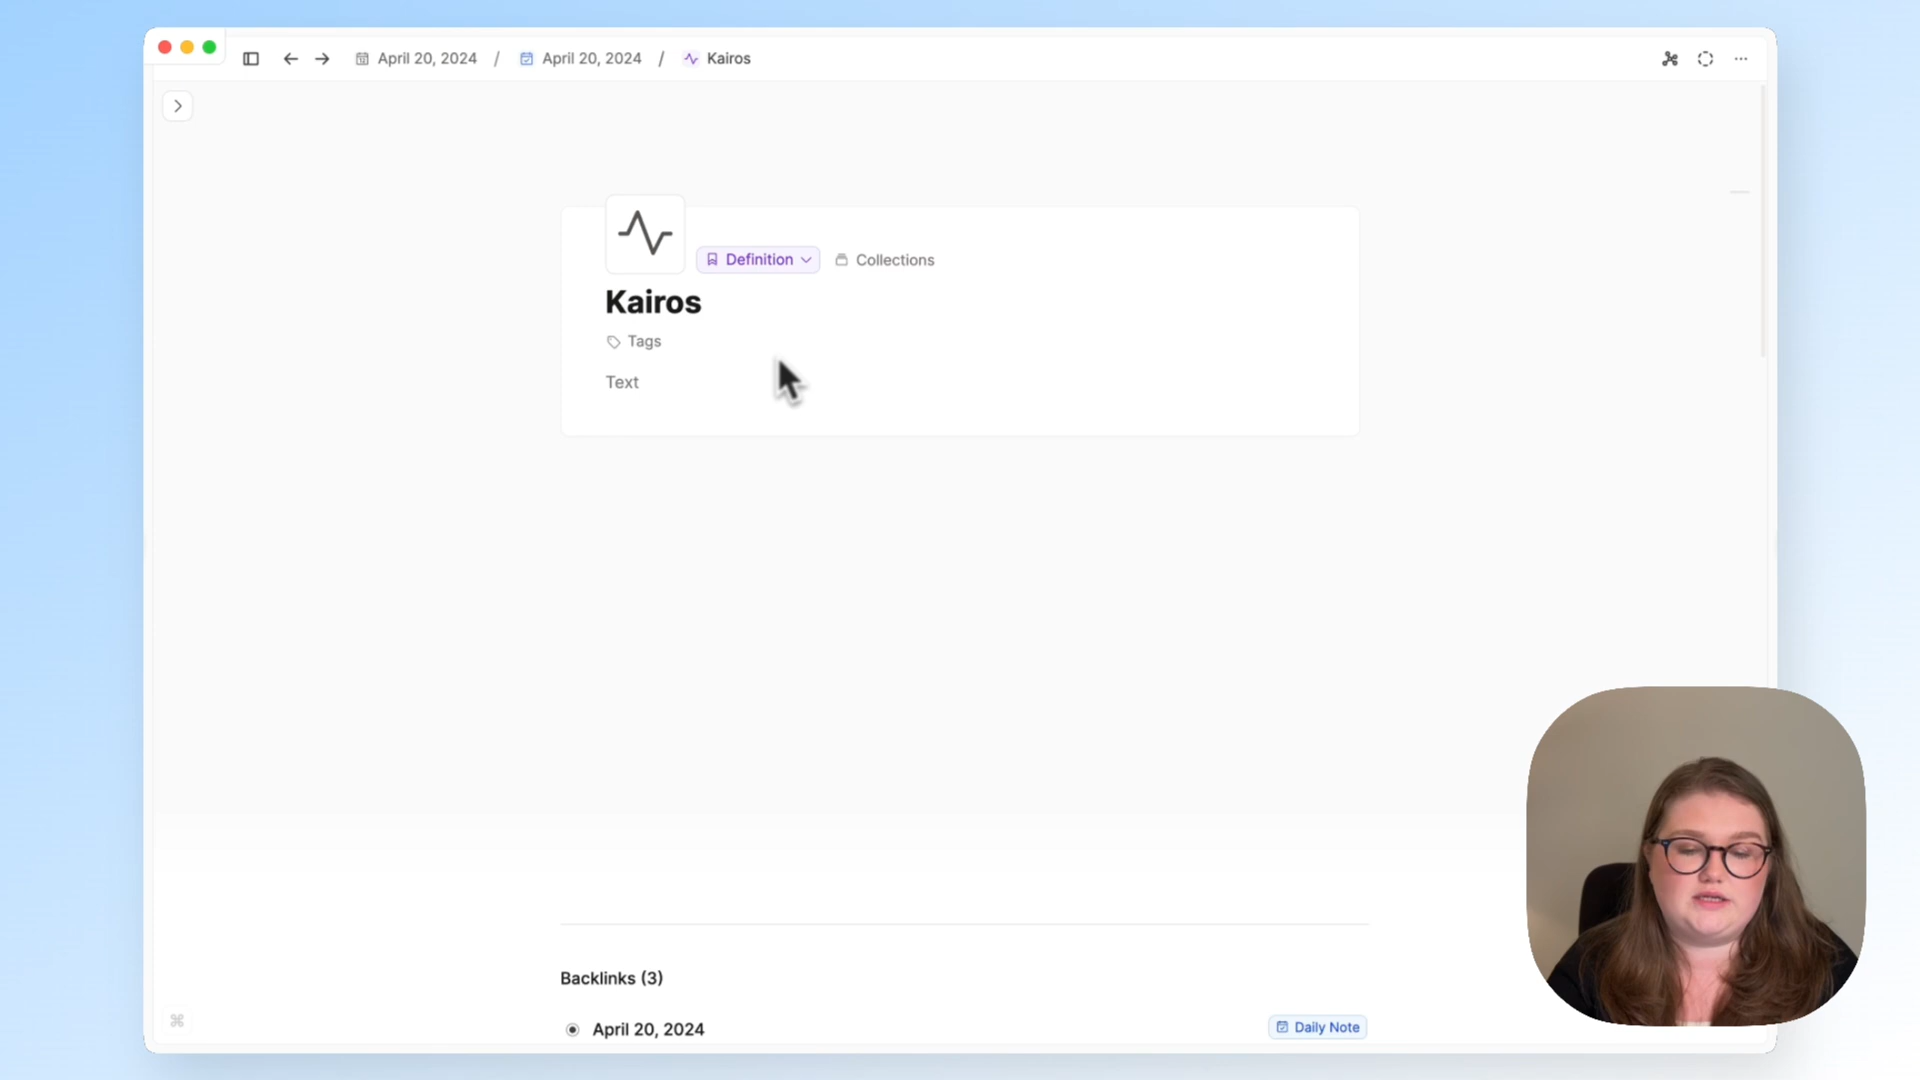 April 20, 2024 / April 20, 2024 / Kairos
Definition
Collections
Kairos
Tags
Text
Backlinks (3)
April 20, 2024
Daily Note